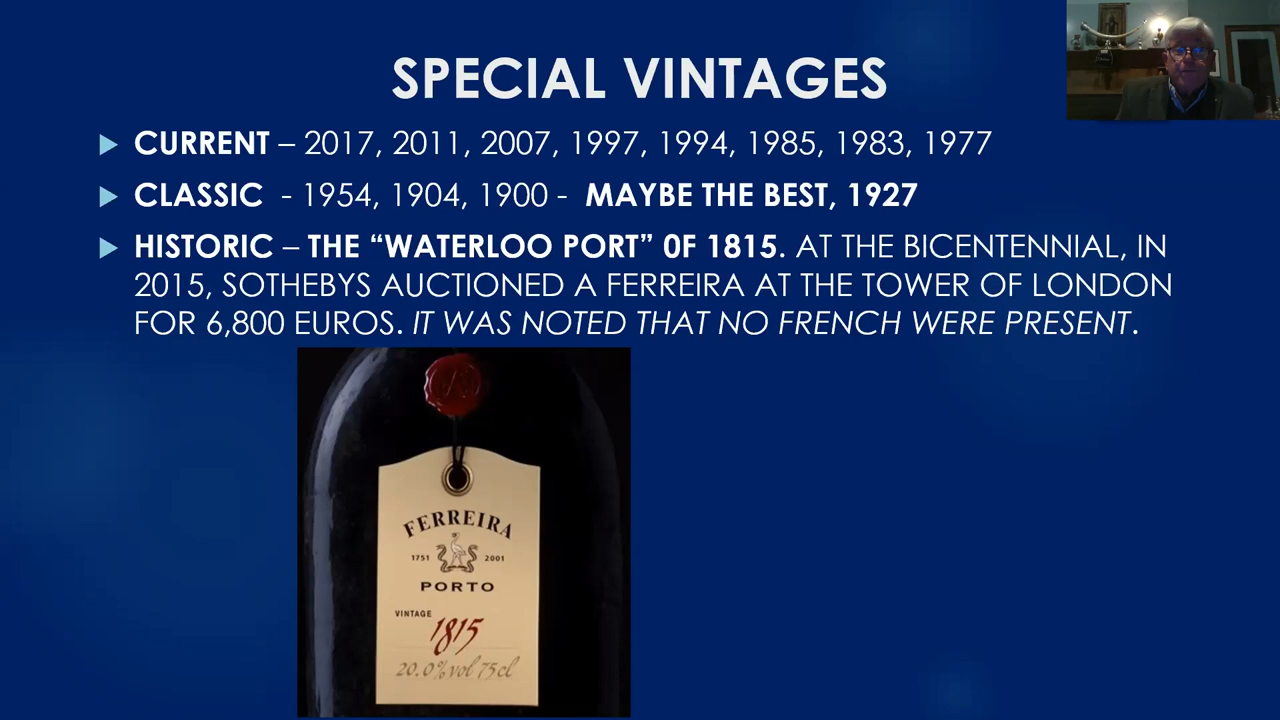 SPECIAL VINTAGES
CURRENT – 2017, 2011, 2007, 1997, 1994, 1985, 1983, 1977
CLASSIC - 1954, 1904, 1900 - MAYBE THE BEST, 1927
HISTORIC – THE “WATERLOO PORT” 0F 1815. AT THE BICENTENNIAL, IN
2015, SOTHEBYS AUCTIONED A FERREIRA AT THE TOWER OF LONDON
FOR 6,800 EUROS. IT WAS NOTED THAT NO FRENCH WERE PRESENT.
FERREIRA
1751 2001
PORTO
VINTAGE
1815
20.0%vol 75cl